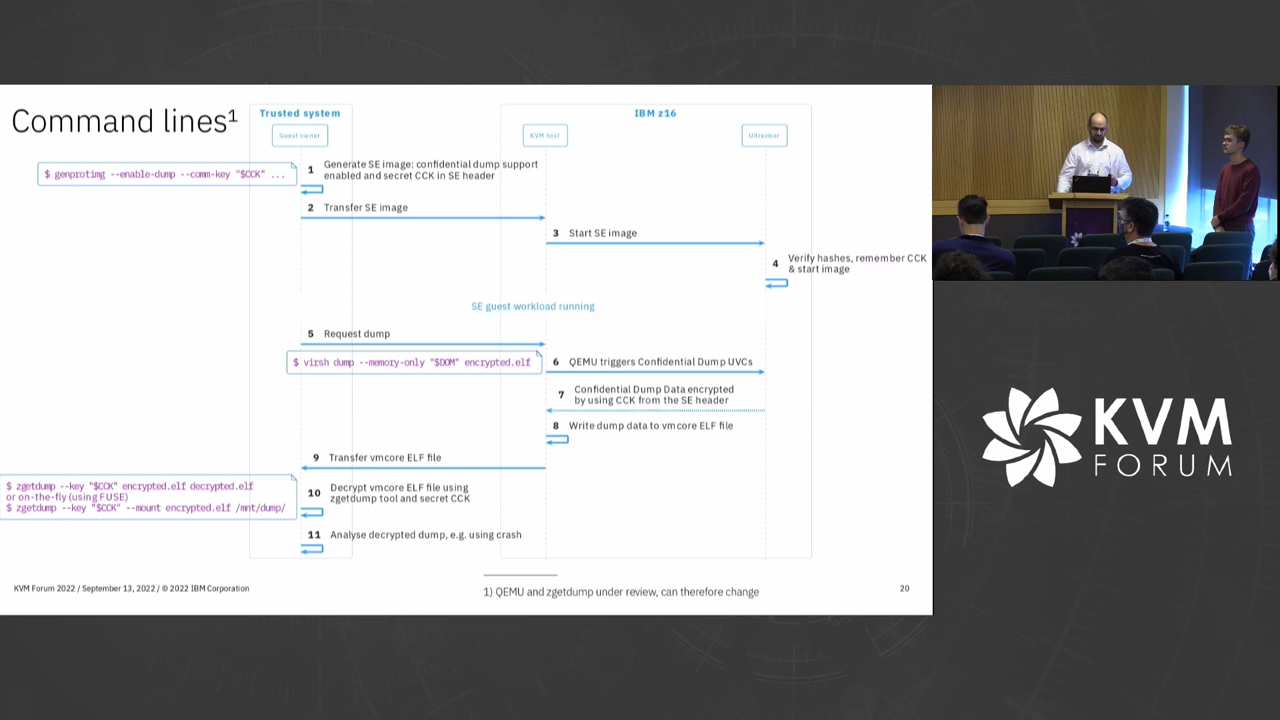 Command lines¹
Trusted system
IBM z16
Guest owner
KVM host
Ultravisor
$ genprotimg --enable-dump --comm-key "$CCK" ...
1 Generate SE image: confidential dump support
enabled and secret CCK in SE header
2 Transfer SE image
3 Start SE image
4 Verify hashes, remember CCK
& start image
SE guest workload running
5 Request dump
$ virsh dump --memory-only "$DOM" encrypted.elf
6 QEMU triggers Confidential Dump UVCs
7 Confidential Dump Data encrypted
by using CCK from the SE header
8 Write dump data to vmcore ELF file
9 Transfer vmcore ELF file
$ zgetdump --key "$CCK" encrypted.elf decrypted.elf
or on-the-fly (using FUSE)
$ zgetdump --key "$CCK" --mount encrypted.elf /mnt/dump/
10 Decrypt vmcore ELF file using
zgetdump tool and secret CCK
11 Analyse decrypted dump, e.g. using crash
KVM Forum 2022 / September 13, 2022 / © 2022 IBM Corporation
1) QEMU and zgetdump under review, can therefore change
20
KVM
FORUM